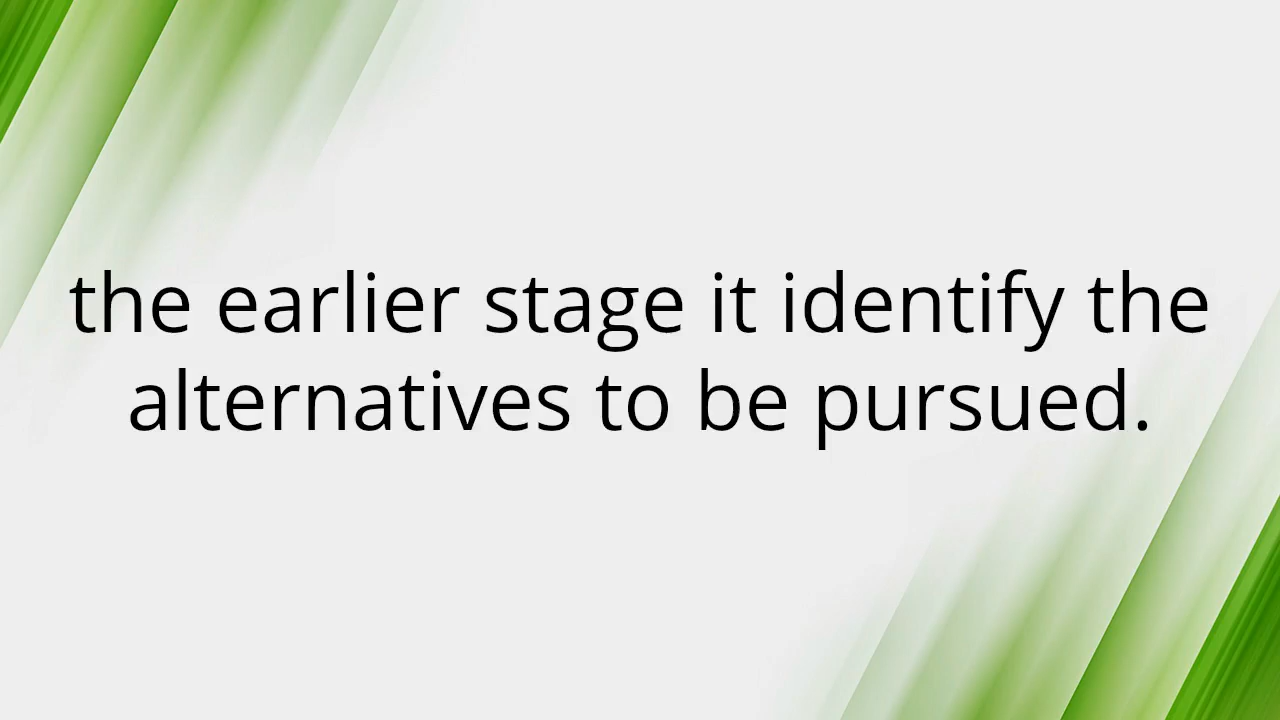 the earlier stage it identify the
alternatives to be pursued.